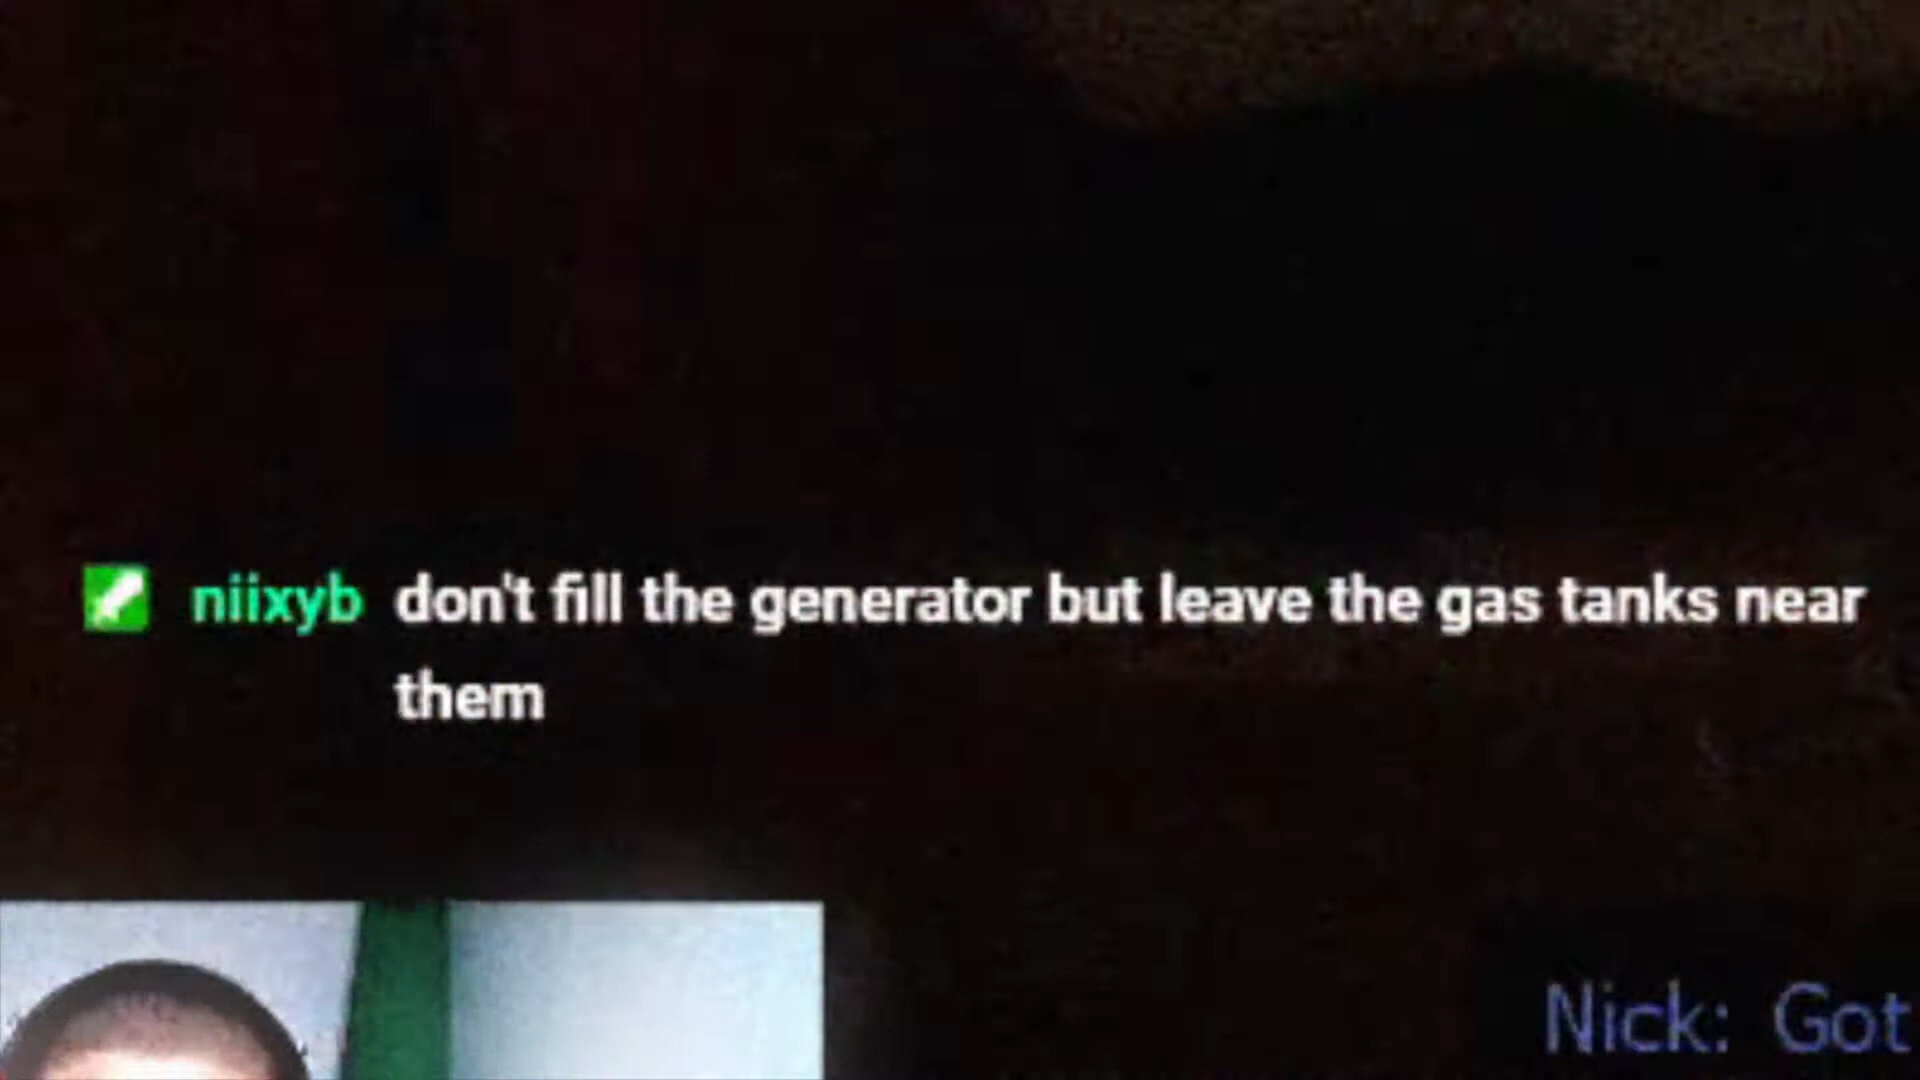 niixyb don't fill the generator but leave the gas tanks near
them
Nick: Got